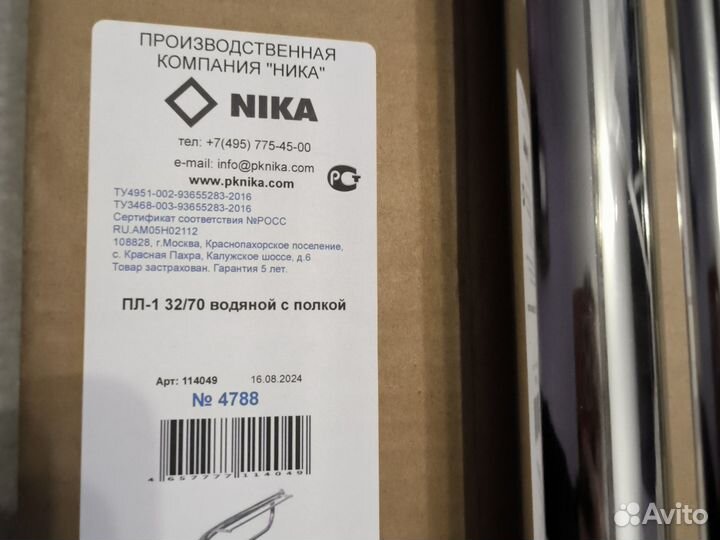 ПРОИЗВОДСТВЕННАЯ
КОМПАНИЯ "НИКА"
NIKA
тел: +7(495) 775-45-00
e-mail: info@pknika.com
www.pknika.com
РСТ
ТУ4951-002-93655283-2016
ТУ3468-003-93655283-2016
Сертификат соответствия №РОСС
RU.AM05H02112
108828, г.Москва, Краснопахорское поселение,
с. Красная Пахра, Калужское шоссе, д.6
Товар застрахован. Гарантия 5 лет.
ПЛ-1 32/70 водяной с полкой
Арт: 114049 16.08.2024
№ 4788
4657777114049
Avito